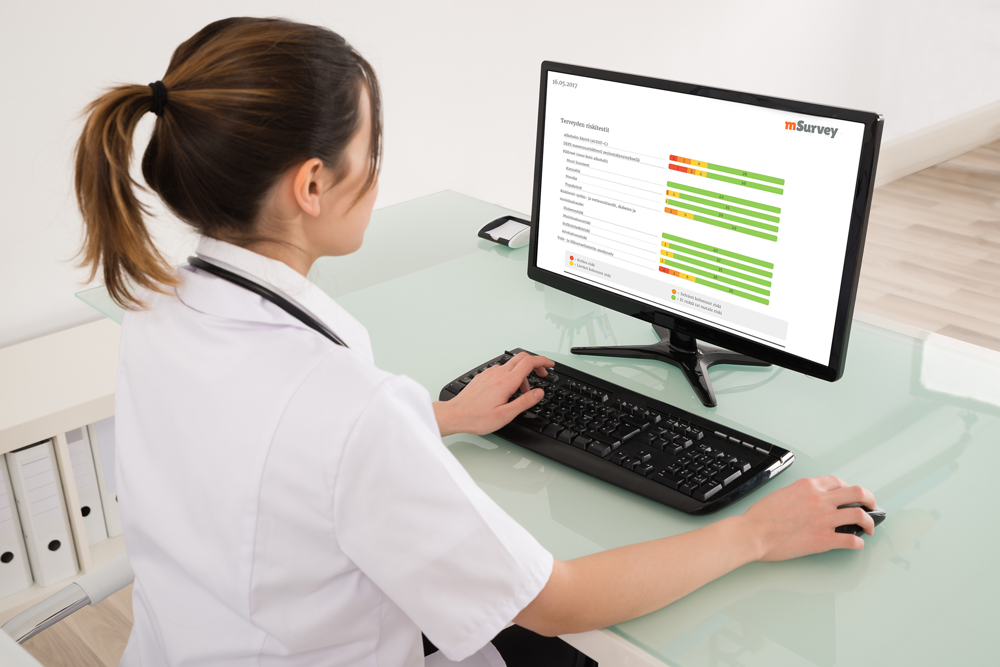 16.05.2017
mSurvey
Terveyden riskitestit
Alkoholin käyttö (AUDIT-C)
3 5 6 26
DEPS masennusriskitesti seulontakysymyksellä
7 3 4 26
Päihteet (muu kuin alkoholi)
Muut huumeet
40
Kannabis
1 4 35
Nuuska
1 39
Tupakointi
5 6 29
Riskitesti: sydän- ja verisuonitaudit, diabetes ja
muistisairaudet
Diabetesriski
40
Muistisairausriski
3 37
Sydäninfarktiriski
5 35
Aivohalvausriski
2 38
Tuki- ja liikuntaelimistön oirekysely
4 4 6 26
= Korkea riski
= Lievästi kohonnut riski
= Selvästi kohonnut riski
= Ei riskiä tai matala riski